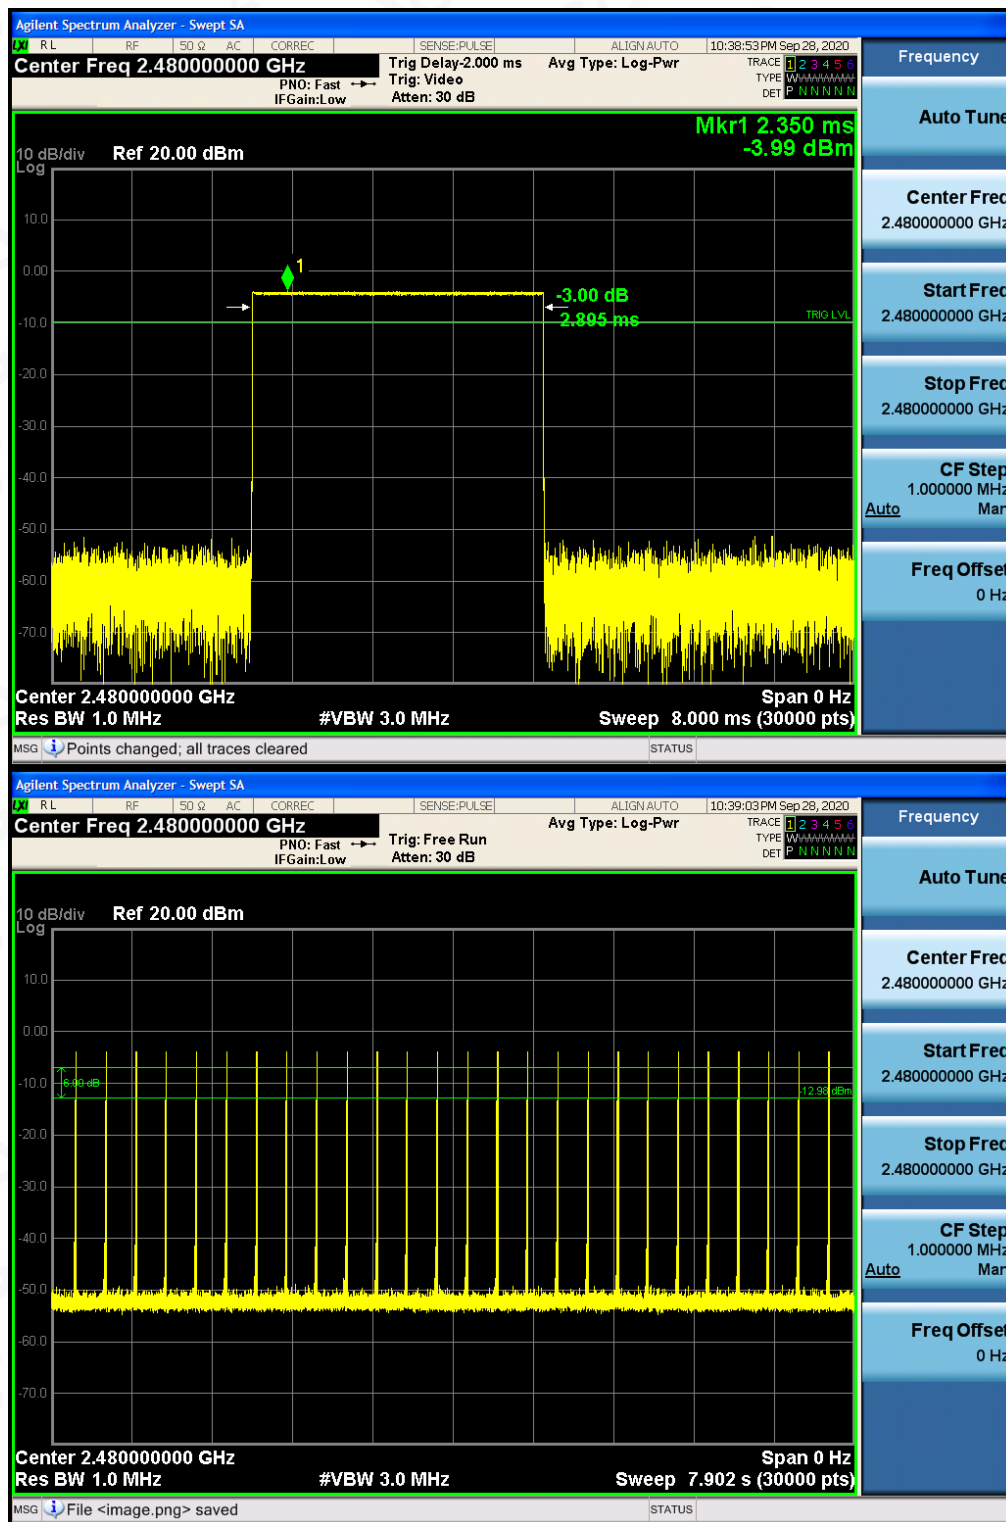 Agilent Spectrum Analyzer - Swept SA
LXI RL RF 50 Ω AC CORREC SENSE:PULSE ALIGN AUTO 10:38:53 PM Sep 28, 2020
Center Freq 2.480000000 GHz
PNO: Fast
IFGain:Low
Trig Delay-2.000 ms
Trig: Video
Atten: 30 dB
Avg Type: Log-Pwr
TRACE 1 2 3 4 5 6
TYPE WWWWWW
DET P N N N N N
Mkr1 2.350 ms
-3.99 dBm
10 dB/div Ref 20.00 dBm
Log
10.0
1
0.00
-3.00 dB
2.895 ms
TRIG LVL
-10.0
-20.0
-30.0
-40.0
-50.0
-60.0
-70.0
Center 2.480000000 GHz Span 0 Hz
Res BW 1.0 MHz #VBW 3.0 MHz Sweep 8.000 ms (30000 pts)
MSG Points changed; all traces cleared STATUS
Frequency
Auto Tune
Center Freq
2.480000000 GHz
Start Freq
2.480000000 GHz
Stop Freq
2.480000000 GHz
CF Step
1.000000 MHz
Auto Man
Freq Offset
0 Hz
Agilent Spectrum Analyzer - Swept SA
LXI RL RF 50 Ω AC CORREC SENSE:PULSE ALIGN AUTO 10:39:03 PM Sep 28, 2020
Center Freq 2.480000000 GHz
PNO: Fast
IFGain:Low
Trig: Free Run
Atten: 30 dB
Avg Type: Log-Pwr
TRACE 1 2 3 4 5 6
TYPE WWWWWW
DET P N N N N N
10 dB/div Ref 20.00 dBm
Log
10.0
0.00
-10.0
6.00 dB
-12.98 dBm
-20.0
-30.0
-40.0
-50.0
-60.0
-70.0
Center 2.480000000 GHz Span 0 Hz
Res BW 1.0 MHz #VBW 3.0 MHz Sweep 7.902 s (30000 pts)
MSG File <image.png> saved STATUS
Frequency
Auto Tune
Center Freq
2.480000000 GHz
Start Freq
2.480000000 GHz
Stop Freq
2.480000000 GHz
CF Step
1.000000 MHz
Auto Man
Freq Offset
0 Hz